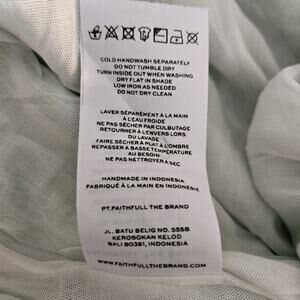 COLD HANDWASH SEPARATELY
DO NOT TUMBLE DRY
TURN INSIDE OUT WHEN WASHING
DRY FLAT IN SHADE
LOW IRON AS NEEDED
DO NOT DRY CLEAN
LAVER SÉPARÉMENT À LA MAIN
À L'EAU FROIDE
NE PAS SÉCHER PAR CULBUTAGE
RETOURNER À L'ENVERS LORS
DU LAVAGE
FAIRE SÉCHER À PLAT À L'OMBRE
REPASSER A BASSE TEMPÉRATURE
AU BESOIN
NE PAS NETTOYER A SEC
HANDMADE IN INDONESIA
FABRIQUÉ À LA MAIN EN INDONÉSIE
PT.FAITHFULL THE BRAND
JL. BATU BELIG NO. 555B
KEROBOKAN KELOD
BALI 80361, INDONESIA
WWW.FAITHFULLTHEBRAND.COM